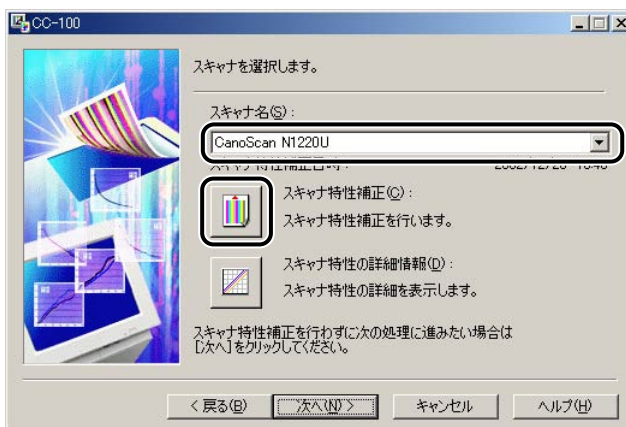 CC-100
スキャナを選択します。
スキャナ名(S):
CanoScan N1220U
スキャナ特性補正(C):
スキャナ特性補正を行います。
スキャナ特性の詳細情報(D):
スキャナ特性の詳細を表示します。
スキャナ特性補正を行わずに次の処理に進みたい場合は
[次へ]をクリックしてください。
< 戻る(B)
次へ(N) >
キャンセル
ヘルプ(H)